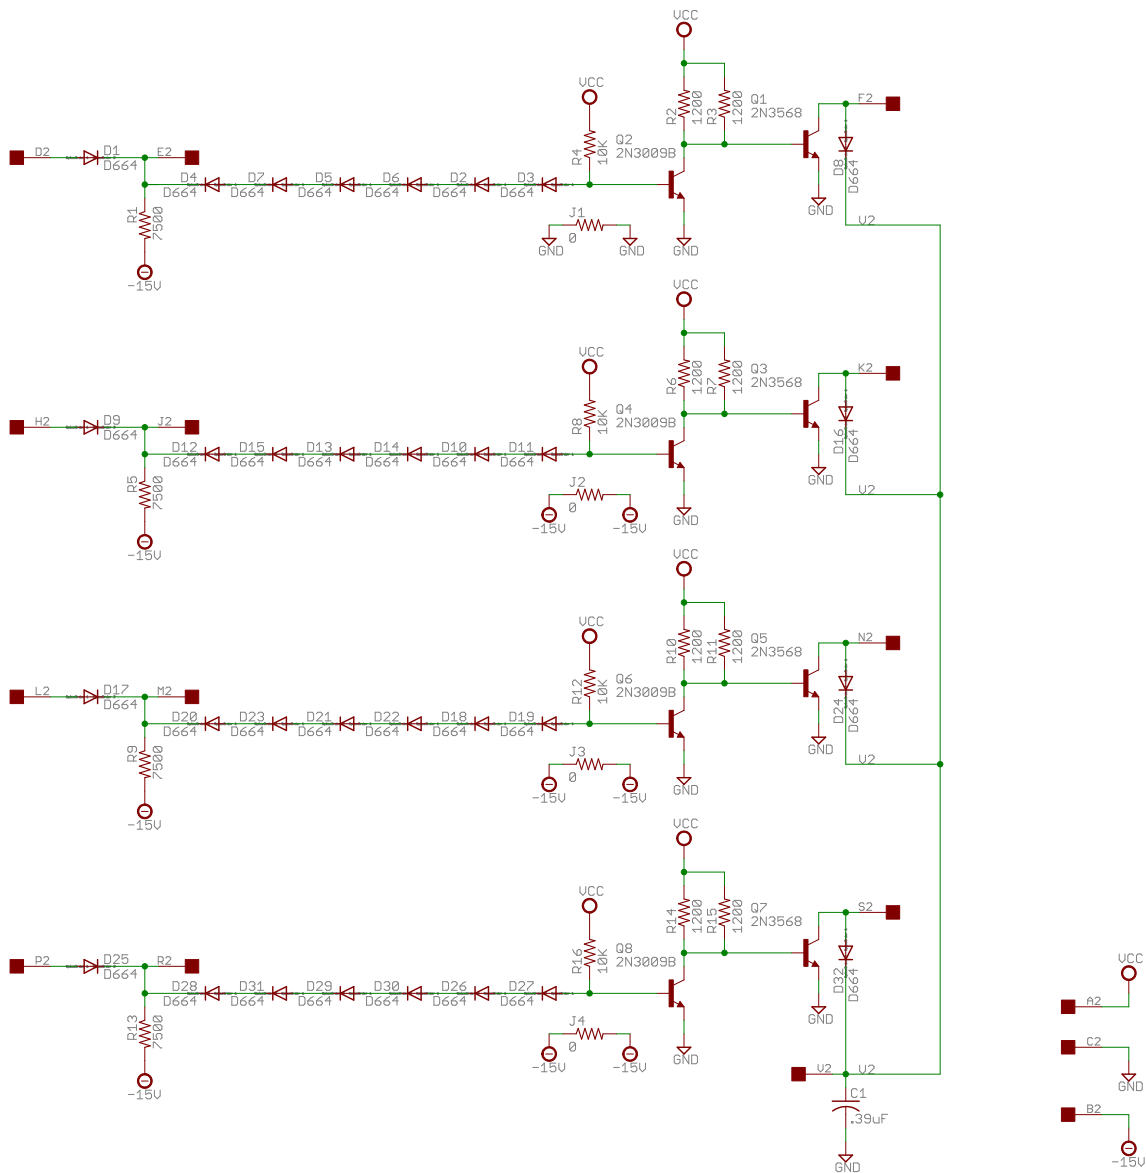 VCC
VCC
R2
1200
R3
1200
Q1
2N3568
F2
D8
D664
R4
10K
Q2
2N3009B
D2
D1
D664
E2
D4
D664
D7
D664
D5
D664
D6
D664
D2
D664
D3
D664
R1
7500
-15V
J1
0
GND
GND
GND
GND
V2
VCC
VCC
R6
1200
R7
1200
Q3
2N3568
K2
D16
D664
R8
10K
Q4
2N3009B
H2
D9
D664
J2
D12
D664
D15
D664
D13
D664
D14
D664
D10
D664
D11
D664
R5
7500
-15V
J2
0
-15V
-15V
GND
GND
V2
VCC
VCC
R10
1200
R11
1200
Q5
2N3568
N2
D24
D664
R12
10K
Q6
2N3009B
L2
D17
D664
M2
D20
D664
D23
D664
D21
D664
D22
D664
D18
D664
D19
D664
R9
7500
-15V
J3
0
-15V
-15V
GND
GND
V2
VCC
VCC
R14
1200
R15
1200
Q7
2N3568
S2
D32
D664
R16
10K
Q8
2N3009B
P2
D25
D664
R2
D28
D664
D31
D664
D29
D664
D30
D664
D26
D664
D27
D664
R13
7500
-15V
J4
0
-15V
-15V
GND
GND
V2
V2
C1
.39uF
GND
VCC
A2
C2
GND
B2
-15V